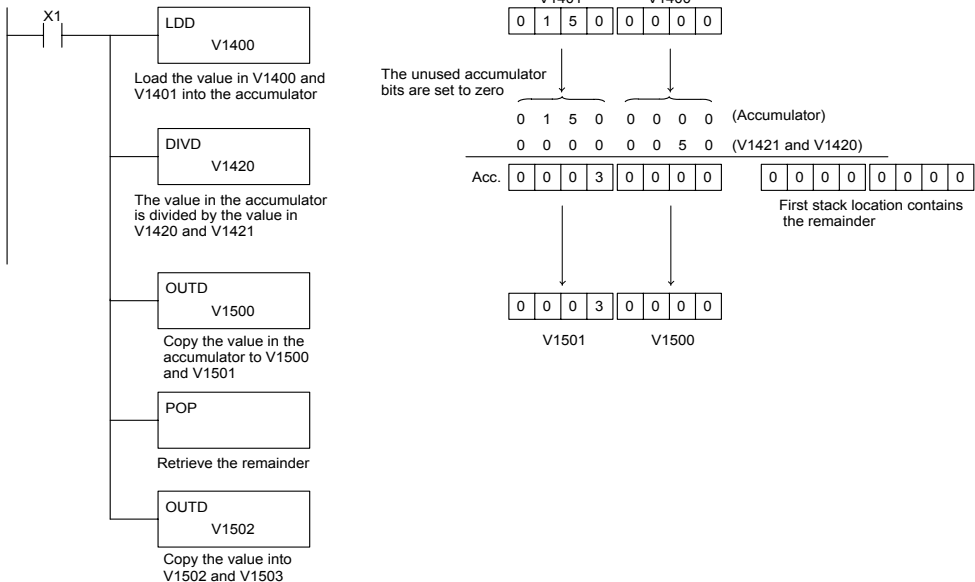 X1
LDD
V1400
Load the value in V1400 and
V1401 into the accumulator
DIVD
V1420
The value in the accumulator
is divided by the value in
V1420 and V1421
OUTD
V1500
Copy the value in the
accumulator to V1500
and V1501
POP
Retrieve the remainder
OUTD
V1502
Copy the value into
V1502 and V1503
V1401 V1400
0 1 5 0 0 0 0 0
The unused accumulator
bits are set to zero
0 1 5 0 0 0 0 0 (Accumulator)
0 0 0 0 0 0 5 0 (V1421 and V1420)
Acc. 0 0 0 3 0 0 0 0 0 0 0 0 0 0 0 0
First stack location contains
the remainder
0 0 0 3 0 0 0 0
V1501 V1500